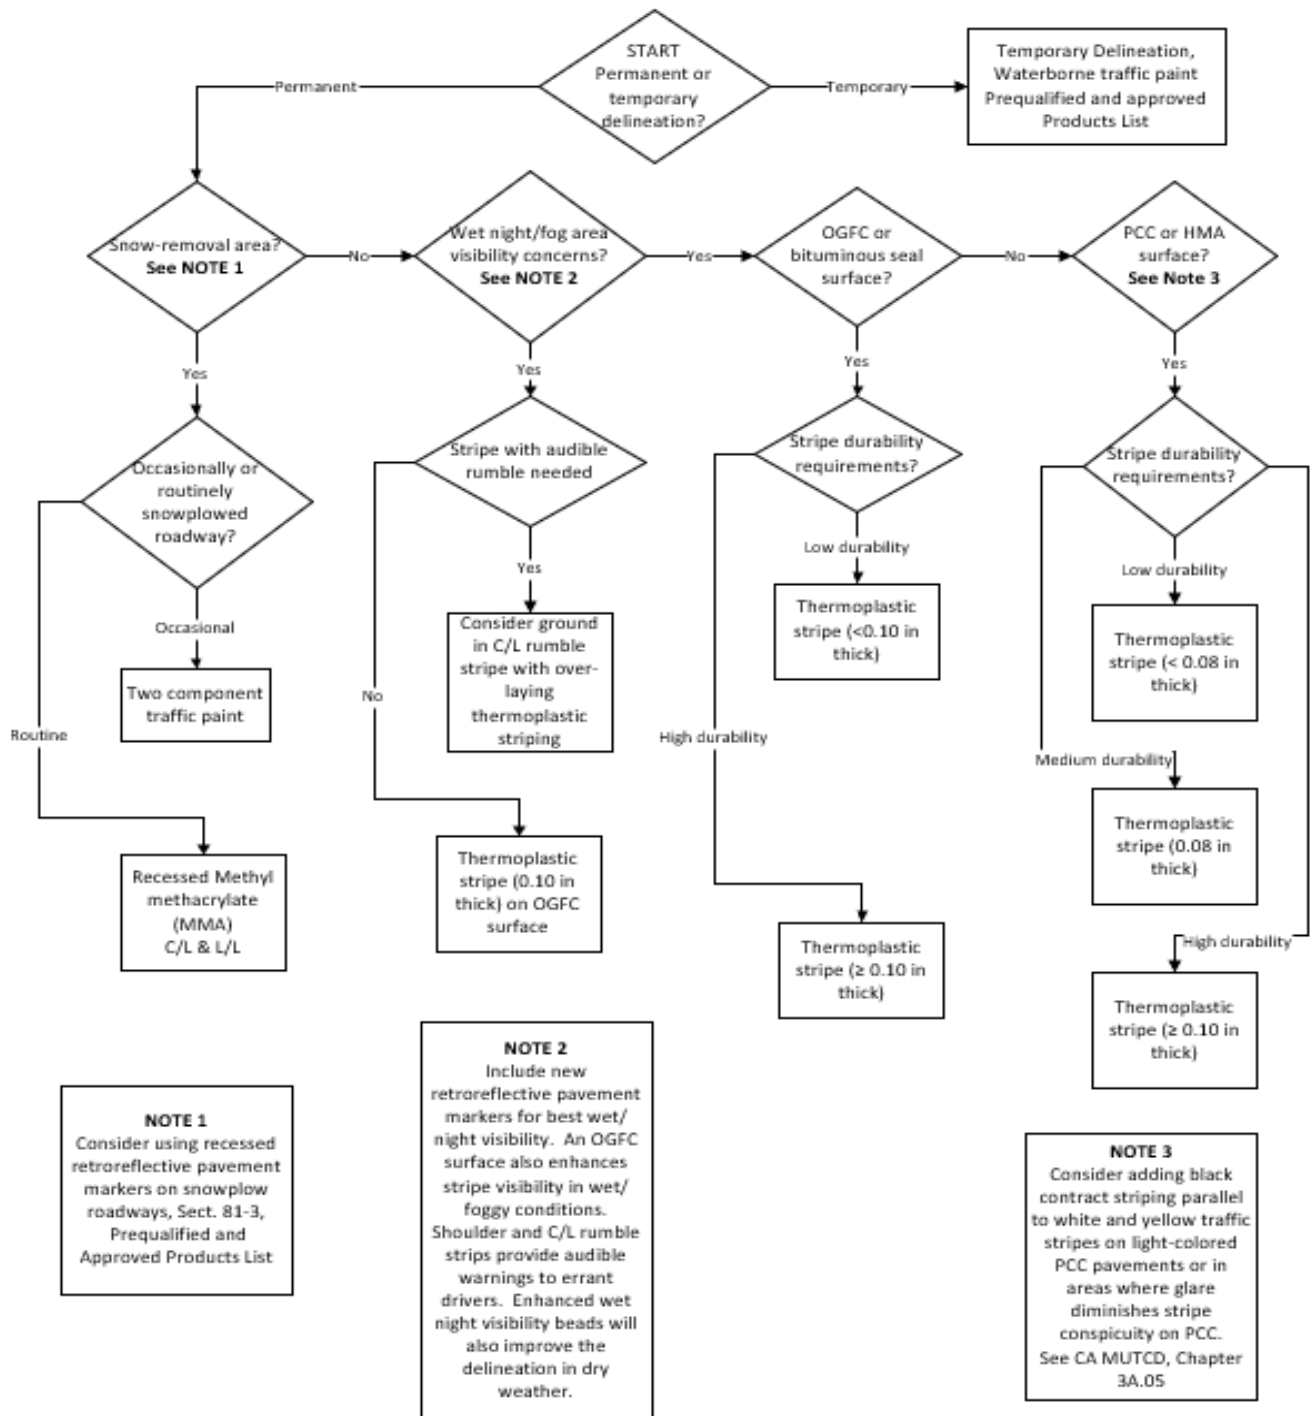 START
Permanent or
temporary
delineation?
Permanent
Temporary
Temporary Delineation,
Waterborne traffic paint
Prequalified and approved
Products List
Snow-removal area?
See NOTE 1
No
Wet night/fog area
visibility concerns?
See NOTE 2
Yes
OGFC or
bituminous seal
surface?
No
PCC or HMA
surface?
See Note 3
Yes
Yes
Yes
Yes
Occasionally or
routinely
snowplowed
roadway?
Stripe with audible
rumble needed
Stripe durability
requirements?
Stripe durability
requirements?
Occasional
Yes
Low durability
Low durability
Two component
traffic paint
Consider ground
in C/L rumble
stripe with over-
laying
thermoplastic
striping
Thermoplastic
stripe (<0.10 in
thick)
Thermoplastic
stripe (< 0.08 in
thick)
Routine
No
High durability
Medium durability
Recessed Methyl
methacrylate
(MMA)
C/L & L/L
Thermoplastic
stripe (0.10 in
thick) on OGFC
surface
Thermoplastic
stripe (≥ 0.10 in
thick)
Thermoplastic
stripe (0.08 in
thick)
High durability
Thermoplastic
stripe (≥ 0.10 in
thick)
NOTE 1
Consider using recessed
retroreflective pavement
markers on snowplow
roadways, Sect. 81-3,
Prequalified and
Approved Products List
NOTE 2
Include new
retroreflective pavement
markers for best wet/
night visibility. An OGFC
surface also enhances
stripe visibility in wet/
foggy conditions.
Shoulder and C/L rumble
strips provide audible
warnings to errant
drivers. Enhanced wet
night visibility beads will
also improve the
delineation in dry
weather.
NOTE 3
Consider adding black
contract striping parallel
to white and yellow traffic
stripes on light-colored
PCC pavements or in
areas where glare
diminishes stripe
conspicuity on PCC.
See CA MUTCD, Chapter
3A.05